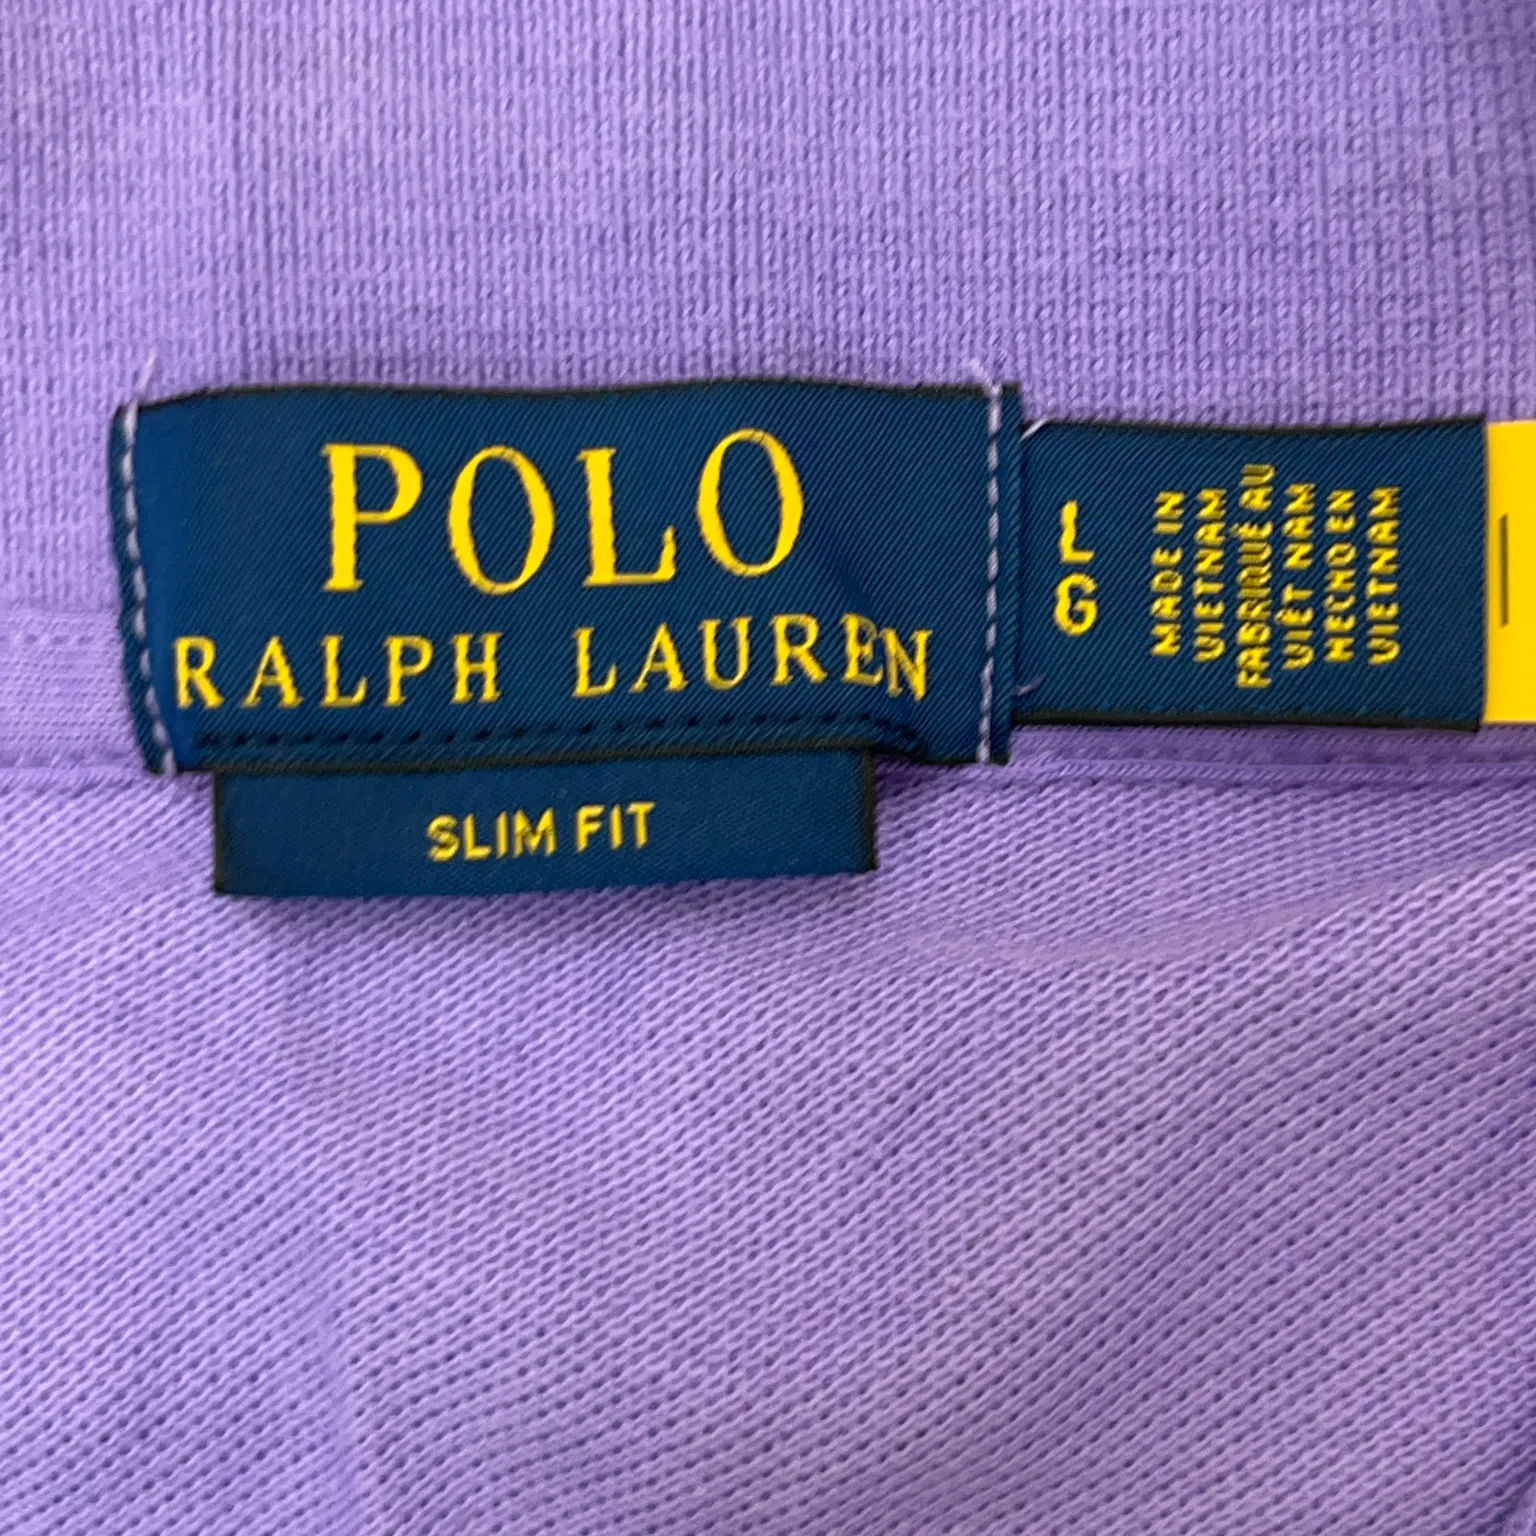 POLO
RALPH LAUREN
SLIM FIT
L
G
MADE IN
VIETNAM
FABRIQUÉ AU
VIÊT NAM
HECHO EN
VIETNAM